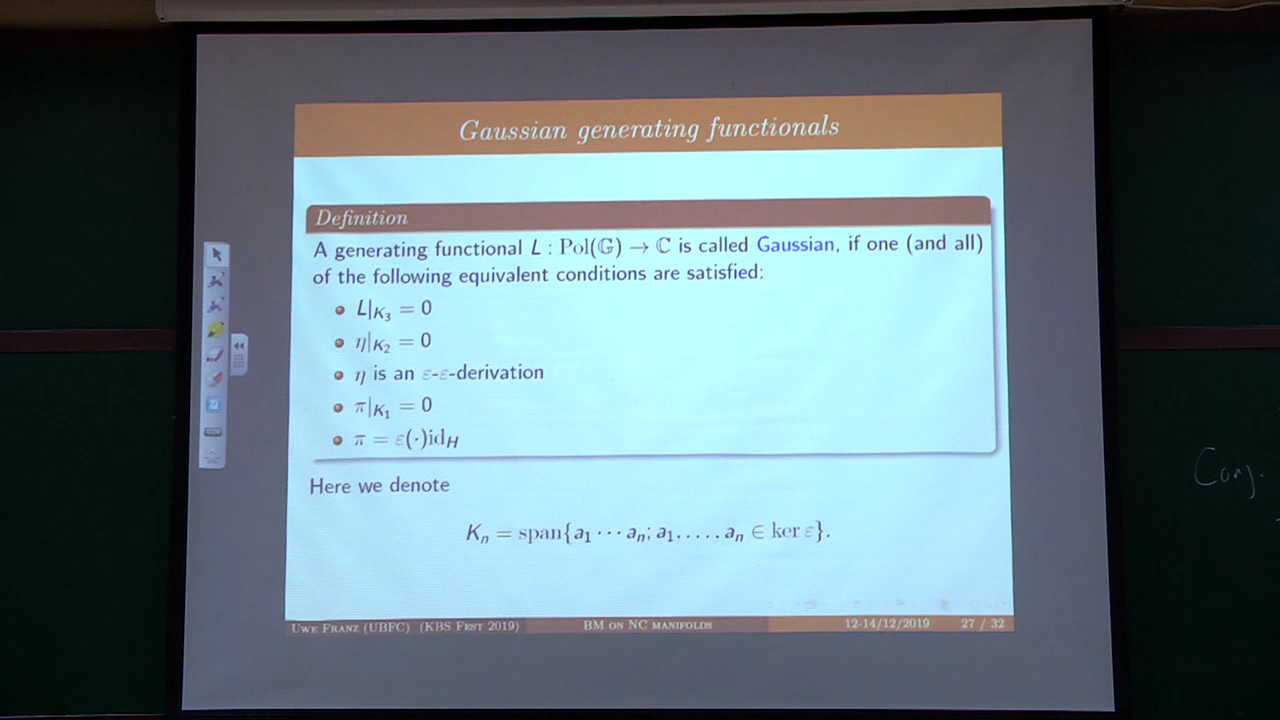 Gaussian generating functionals
Definition
A generating functional L : Pol(𝔾) → ℂ is called Gaussian, if one (and all)
of the following equivalent conditions are satisfied:
L|K₃ = 0
η|K₂ = 0
η is an ε-ε-derivation
π|K₁ = 0
π = ε(·)id_H
Here we denote
Kₙ = span{a₁ ⋯ aₙ; a₁, . . . , aₙ ∈ ker ε}.
UWE FRANZ (UBFC) (KBS FEST 2019) BM ON NC MANIFOLDS 12-14/12/2019 27 / 32
Conj.